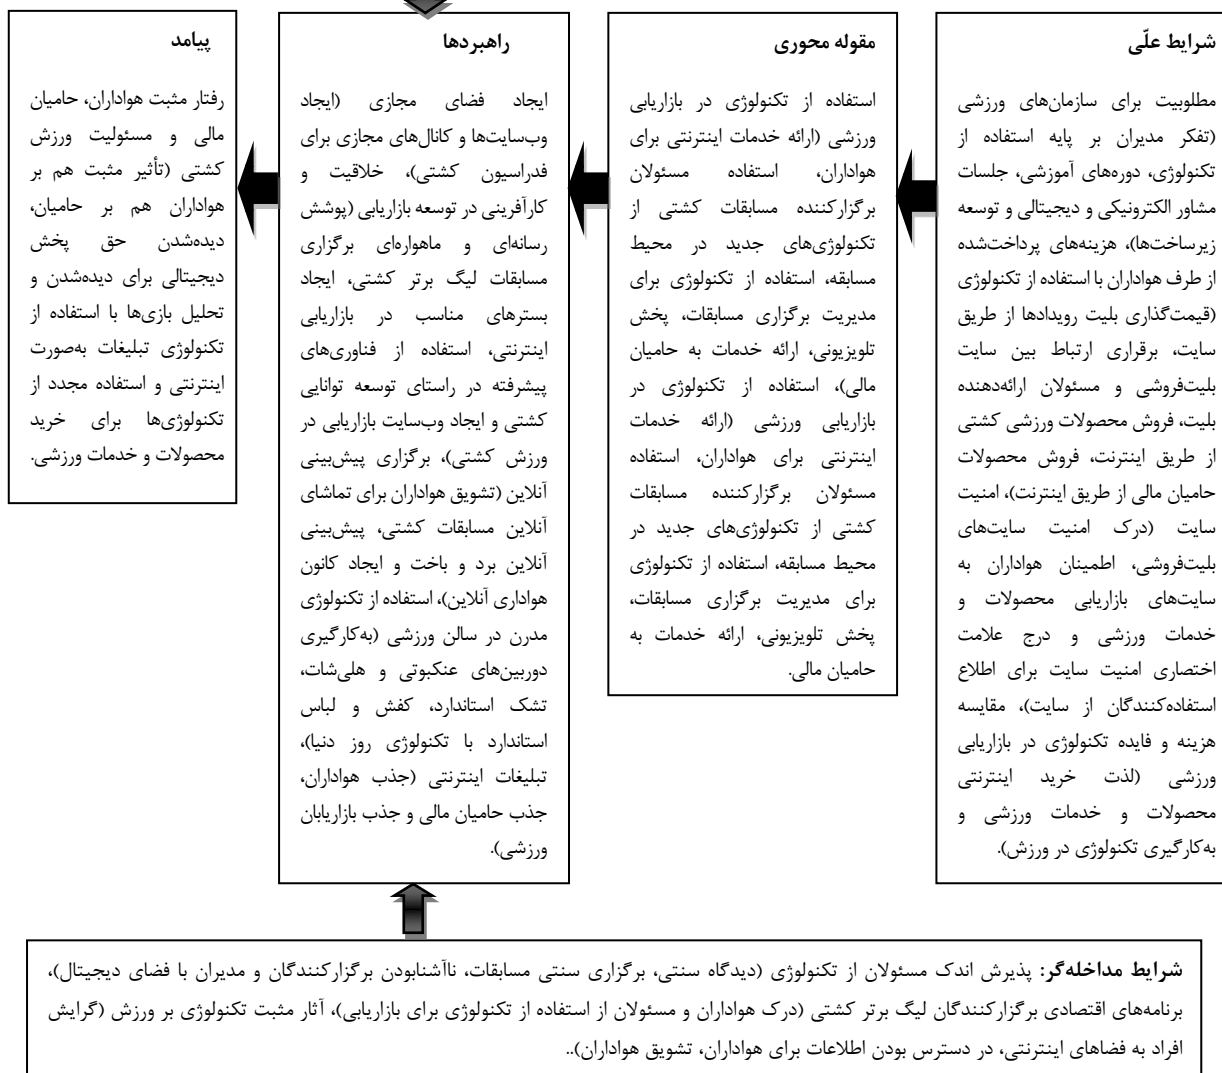 شرایط علّی
مطلوبیت برای سازمان‌های ورزشی
(تفکر مدیران بر پایه استفاده از
تکنولوژی، دوره‌های آموزشی، جلسات
مشاور الکترونیکی و دیجیتالی و توسعه
زیرساخت‌ها)، هزینه‌های پرداخت‌شده
از طرف هواداران با استفاده از تکنولوژی
(قیمت‌گذاری بلیت رویدادها از طریق
سایت، برقراری ارتباط بین سایت
بلیت‌فروشی و مسئولان ارائه‌دهنده
بلیت، فروش محصولات ورزشی کشتی
از طریق اینترنت، فروش محصولات
حامیان مالی از طریق اینترنت)، امنیت
سایت (درک امنیت سایت‌های
بلیت‌فروشی، اطمینان هواداران به
سایت‌های بازاریابی محصولات و
خدمات ورزشی و درج علامت
اختصاری امنیت سایت برای اطلاع
استفاده‌کنندگان از سایت)، مقایسه
هزینه و فایده تکنولوژی در بازاریابی
ورزشی (لذت خرید اینترنتی
محصولات و خدمات ورزشی و
به‌کارگیری تکنولوژی در ورزش).
مقوله محوری
استفاده از تکنولوژی در بازاریابی
ورزشی (ارائه خدمات اینترنتی برای
هواداران، استفاده مسئولان
برگزارکننده مسابقات کشتی از
تکنولوژی‌های جدید در محیط
مسابقه، استفاده از تکنولوژی برای
مدیریت برگزاری مسابقات، پخش
تلویزیونی، ارائه خدمات به حامیان
مالی)، استفاده از تکنولوژی در
بازاریابی ورزشی (ارائه خدمات
اینترنتی برای هواداران، استفاده
مسئولان برگزارکننده مسابقات
کشتی از تکنولوژی‌های جدید در
محیط مسابقه، استفاده از تکنولوژی
برای مدیریت برگزاری مسابقات،
پخش تلویزیونی، ارائه خدمات به
حامیان مالی.
راهبردها
ایجاد فضای مجازی (ایجاد
وب‌سایت‌ها و کانال‌های مجازی برای
فدراسیون کشتی)، خلاقیت و
کارآفرینی در توسعه بازاریابی (پوشش
رسانه‌ای و ماهواره‌ای برگزاری
مسابقات لیگ برتر کشتی، ایجاد
بسترهای مناسب در بازاریابی
اینترنتی، استفاده از فناوری‌های
پیشرفته در راستای توسعه توانایی
کشتی و ایجاد وب‌سایت بازاریابی در
ورزش کشتی)، برگزاری پیش‌بینی
آنلاین (تشویق هواداران برای تماشای
آنلاین مسابقات کشتی، پیش‌بینی
آنلاین برد و باخت و ایجاد کانون
هواداری آنلاین)، استفاده از تکنولوژی
مدرن در سالن ورزشی (به‌کارگیری
دوربین‌های عنکبوتی و هلی‌شات،
تشک استاندارد، کفش و لباس
استاندارد با تکنولوژی روز دنیا)،
تبلیغات اینترنتی (جذب هواداران،
جذب حامیان مالی و جذب بازاریابان
ورزشی).
پیامد
رفتار مثبت هواداران، حامیان
مالی و مسئولیت ورزش
کشتی (تأثیر مثبت هم بر
هواداران هم بر حامیان،
دیده‌شدن حق پخش
دیجیتالی برای دیده‌شدن و
تحلیل بازی‌ها با استفاده از
تکنولوژی تبلیغات به‌صورت
اینترنتی و استفاده مجدد از
تکنولوژی‌ها برای خرید
محصولات و خدمات ورزشی.
شرایط مداخله‌گر: پذیرش اندک مسئولان از تکنولوژی (دیدگاه سنتی، برگزاری سنتی مسابقات، ناآشنابودن برگزارکنندگان و مدیران با فضای دیجیتال)،
برنامه‌های اقتصادی برگزارکنندگان لیگ برتر کشتی (درک هواداران و مسئولان از استفاده از تکنولوژی برای بازاریابی)، آثار مثبت تکنولوژی بر ورزش (گرایش
افراد به فضاهای اینترنتی، در دسترس بودن اطلاعات برای هواداران، تشویق هواداران)..